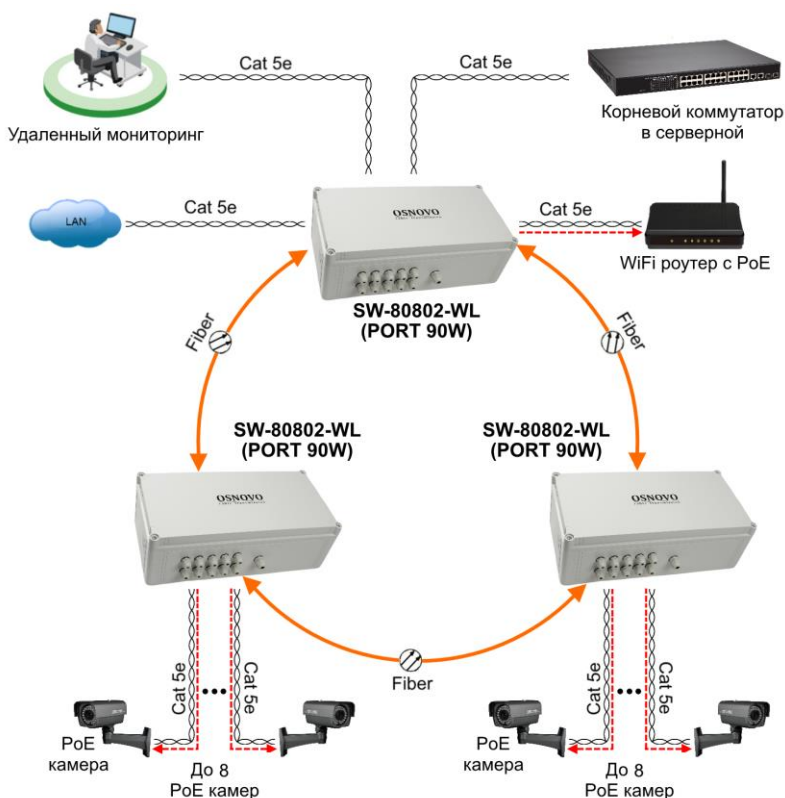 Cat 5e
Cat 5e
Удаленный мониторинг
Корневой коммутатор
в серверной
LAN
Cat 5e
OSNOVO
Cat 5e
WiFi роутер с PoE
SW-80802-WL
(PORT 90W)
Fiber
Fiber
SW-80802-WL
(PORT 90W)
SW-80802-WL
(PORT 90W)
OSNOVO
OSNOVO
Fiber
Cat 5e
Cat 5e
Cat 5e
Cat 5e
PoE
камера
До 8
PoE камер
PoE
камера
До 8
PoE камер